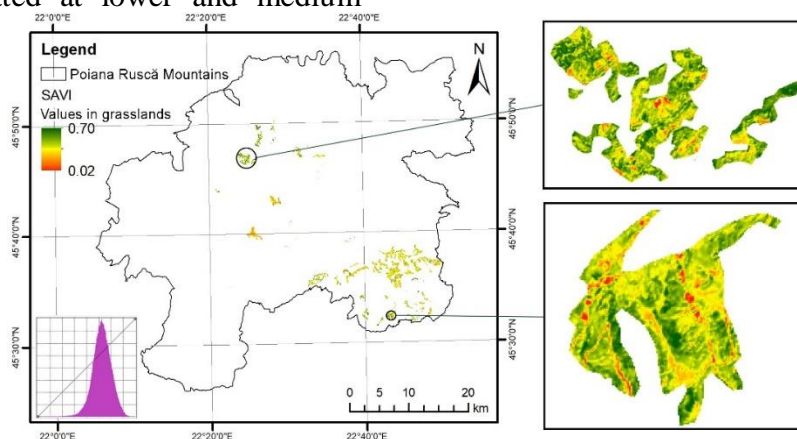 at lower and medium
22°0'0"E 22°20'0"E 22°40'0"E
Legend
Poiana Ruscă Mountains
SAVI
Values in grasslands
0.70
0.02
N
45°50'0"N 45°50'0"N
45°40'0"N 45°40'0"N
45°30'0"N 45°30'0"N
0 5 10 20
km
22°0'0"E 22°20'0"E 22°40'0"E